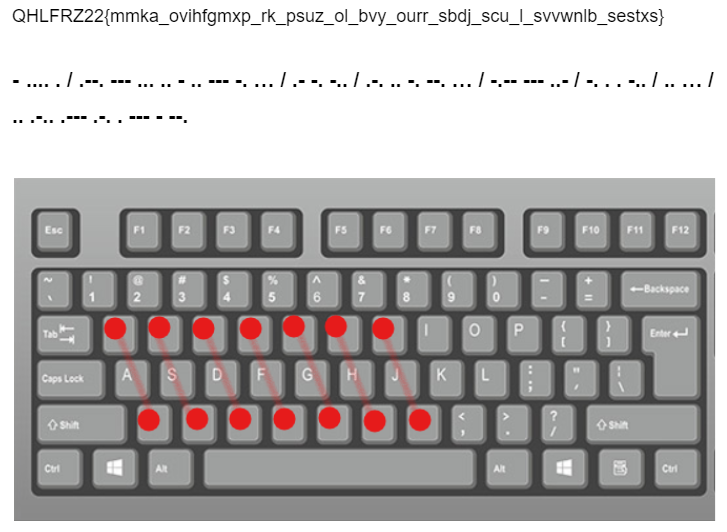 QHLFRZ22{mmka_ovihfgmxp_rk_psuz_ol_bvy_ourr_sbdj_scu_l_svvwnlb_sestxs}
- .... . / .--. --- ... .. - .. --- -. ... / .- -. -.. / .-. .. -. --. ... / -.-- --- ..- / -. . . -.. / .. ... /
.. .-.. .--- .-. . --- - --.
Esc F1 F2 F3 F4 F5 F6 F7 F8 F9 F10 F11 F12
~ ! @ # $ % ^ & * ( ) _ +
` 1 2 3 4 5 6 7 8 9 0 - = ←Backspace
Tab I O P { [ } ] Enter
Caps Lock A S D F G H J K L : ; " ' ¦ \
⇧ Shift < , > . ? / ⇧ Shift
Ctrl Alt Alt Ctrl